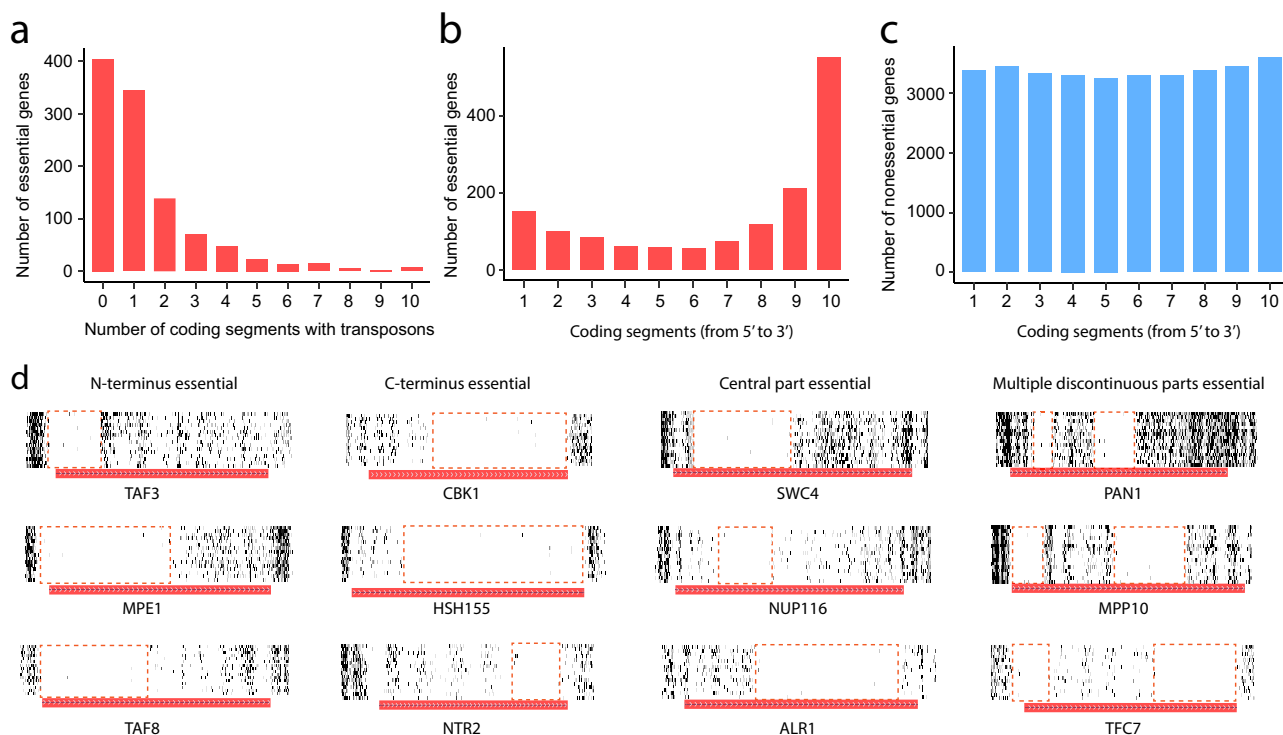 a
Number of essential genes
400
300
200
100
0
0 1 2 3 4 5 6 7 8 9 10
Number of coding segments with transposons
b
Number of essential genes
400
200
0
1 2 3 4 5 6 7 8 9 10
Coding segments (from 5′ to 3′)
c
Number of nonessential genes
3000
2000
1000
0
1 2 3 4 5 6 7 8 9 10
Coding segments (from 5′ to 3′)
d
N-terminus essential
C-terminus essential
Central part essential
Multiple discontinuous parts essential
TAF3
CBK1
SWC4
PAN1
MPE1
HSH155
NUP116
MPP10
TAF8
NTR2
ALR1
TFC7